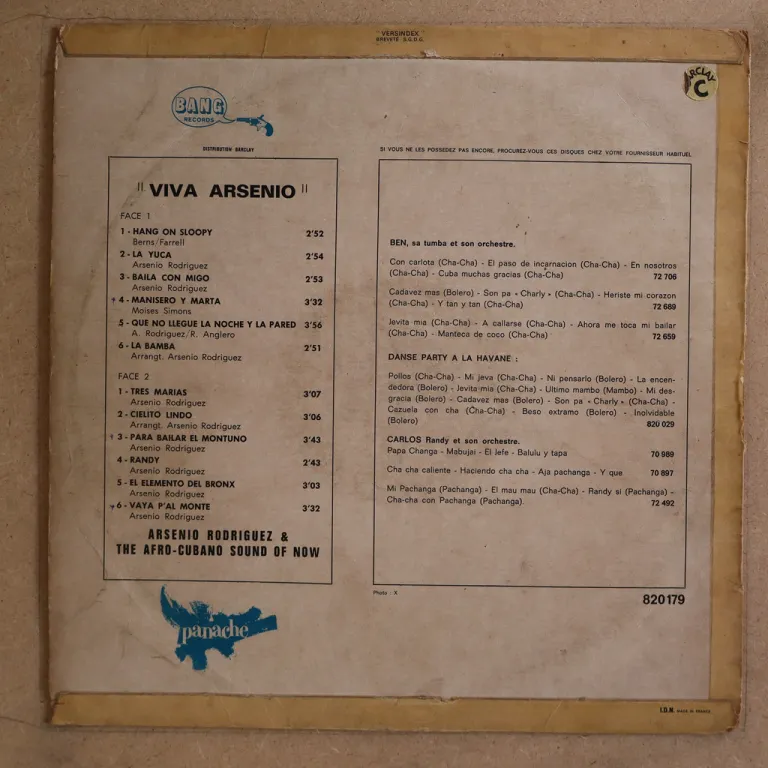 "VERSINDEX"
BREVETÉ S.G.D.G.
BARCLAY
C
BANG
RECORDS
DISTRIBUTION BARCLAY
" VIVA ARSENIO "
FACE 1
1 - HANG ON SLOOPY 2'52
Berns/Farrell
2 - LA YUCA 2'54
Arsenio Rodriguez
3 - BAILA CON MIGO 2'53
Arsenio Rodriguez
4 - MANISERO Y MARTA 3'32
Moises Simons
5 - QUE NO LLEGUE LA NOCHE Y LA PARED 3'56
A. Rodriguez/R. Anglero
6 - LA BAMBA 2'51
Arrangt. Arsenio Rodriguez
FACE 2
1 - TRES MARIAS 3'07
Arsenio Rodriguez
2 - CIELITO LINDO 3'06
Arrangt. Arsenio Rodriguez
3 - PARA BAILAR EL MONTUNO 3'43
Arsenio Rodriguez
4 - RANDY 2'43
Arsenio Rodriguez
5 - EL ELEMENTO DEL BRONX 3'03
Arsenio Rodriguez
6 - VAYA P'AL MONTE 3'32
Arsenio Rodriguez
ARSENIO RODRIGUEZ &
THE AFRO-CUBANO SOUND OF NOW
panache
SI VOUS NE LES POSSEDEZ PAS ENCORE, PROCUREZ-VOUS CES DISQUES CHEZ VOTRE FOURNISSEUR HABITUEL
BEN, sa tumba et son orchestre.
Con carlota (Cha-Cha) - El paso de incarnacion (Cha-Cha) - En nosotros
(Cha-Cha) - Cuba muchas gracias (Cha-Cha) 72 706
Cadavez mas (Bolero) - Son pa « Charly » (Cha-Cha) - Heriste mi corazon
(Cha-Cha) - Y tan y tan (Cha-Cha) 72 689
Jevita mia (Cha-Cha) - A callarse (Cha-Cha) - Ahora me toca mi bailar
(Cha-Cha) - Manteca de coco (Cha-Cha) 72 659
DANSE PARTY A LA HAVANE :
Pollos (Cha-Cha) - Mi jeva (Cha-Cha) - Ni pensarlo (Bolero) - La encen-
dedora (Bolero) - Jevita mia (Cha-Cha) - Ultimo mambo (Mambo) - Mi des-
gracia (Bolero) - Cadavez mas (Bolero) - Son pa « Charly » (Cha-Cha) -
Cazuela con cha (Cha-Cha) - Beso extramo (Bolero) - Inolvidable
(Bolero) 820 029
CARLOS Randy et son orchestre.
Papa Changa - Mabujai - El Jefe - Balulu y tapa 70 989
Cha cha caliente - Haciendo cha cha - Aja pachanga - Y que 70 897
Mi Pachanga (Pachanga) - El mau mau (Cha-Cha) - Randy si (Pachanga) -
Cha-cha con Pachanga (Pachanga). 72 492
Photo - X
820179
I.D.N. MADE IN FRANCE